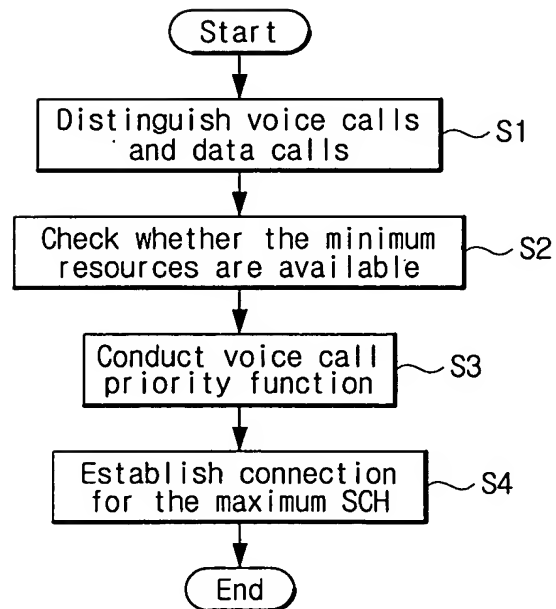 Start
Distinguish voice calls
and data calls
S1
Check whether the minimum
resources are available
S2
Conduct voice call
priority function
S3
Establish connection
for the maximum SCH
S4
End